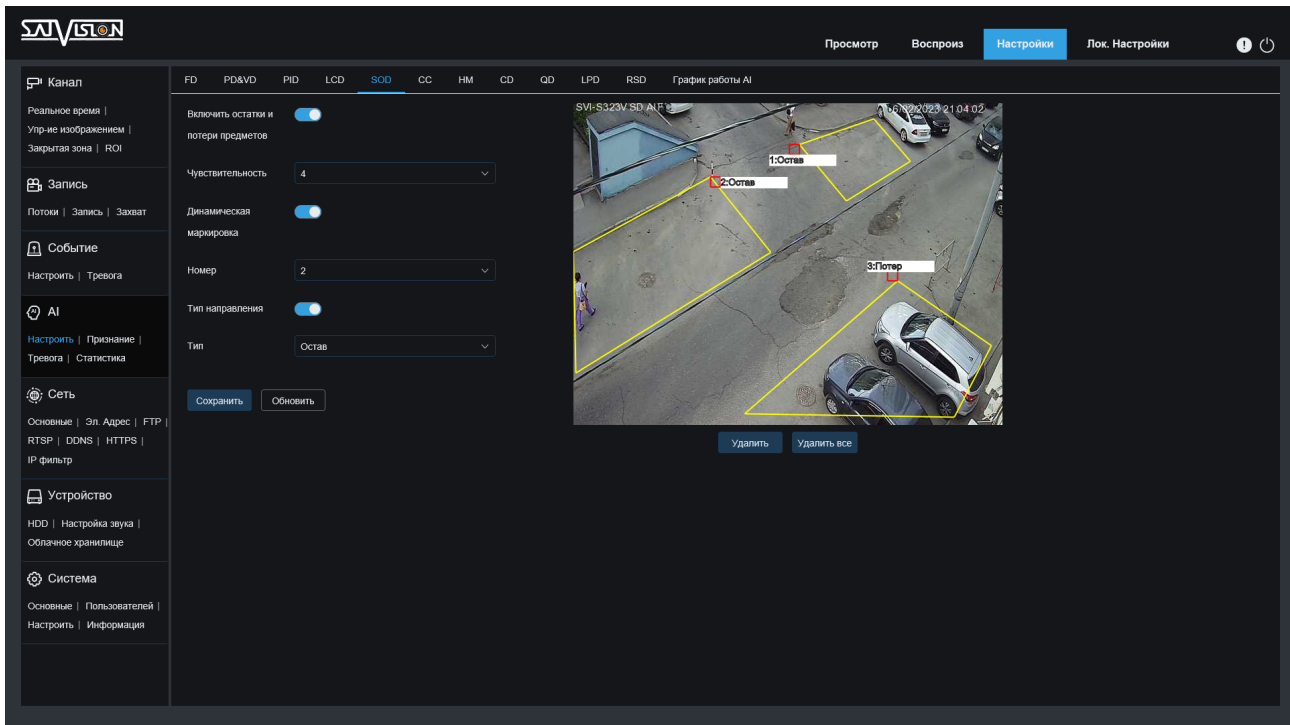 SATVISION
Просмотр Воспроиз Настройки Лок. Настройки
Канал
Реальное время |
Упр-ие изображением |
Закрытая зона | ROI
Запись
Потоки | Запись | Захват
Событие
Настроить | Тревога
AI
Настроить | Признание |
Тревога | Статистика
Сеть
Основные | Эл. Адрес | FTP |
RTSP | DDNS | HTTPS |
IP фильтр
Устройство
HDD | Настройка звука |
Облачное хранилище
Система
Основные | Пользователей |
Настроить | Информация
FD PD&VD PID LCD SOD CC HM CD QD LPD RSD График работы AI
Включить остатки и
потери предметов
Чувствительность 4
Динамическая
маркировка
Номер 2
Тип направления
Тип Остав
Сохранить Обновить
SVI-S323V SD AI
/02/2023 21:04:02
1:Остав
2:Остав
3:Потер
Удалить Удалить все